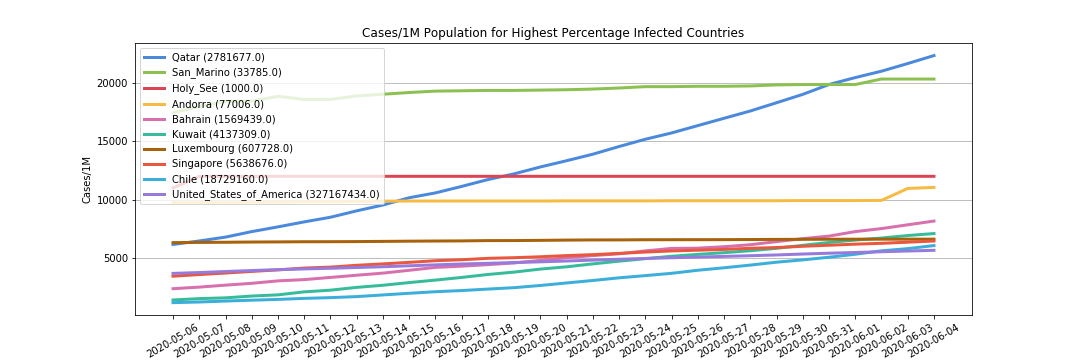 Cases/1M Population for Highest Percentage Infected Countries
Cases/1M
20000
15000
10000
5000
Qatar (2781677.0)
San_Marino (33785.0)
Holy_See (1000.0)
Andorra (77006.0)
Bahrain (1569439.0)
Kuwait (4137309.0)
Luxembourg (607728.0)
Singapore (5638676.0)
Chile (18729160.0)
United_States_of_America (327167434.0)
2020-05-06
2020-05-07
2020-05-08
2020-05-09
2020-05-10
2020-05-11
2020-05-12
2020-05-13
2020-05-14
2020-05-15
2020-05-16
2020-05-17
2020-05-18
2020-05-19
2020-05-20
2020-05-21
2020-05-22
2020-05-23
2020-05-24
2020-05-25
2020-05-26
2020-05-27
2020-05-28
2020-05-29
2020-05-30
2020-05-31
2020-06-01
2020-06-02
2020-06-03
2020-06-04